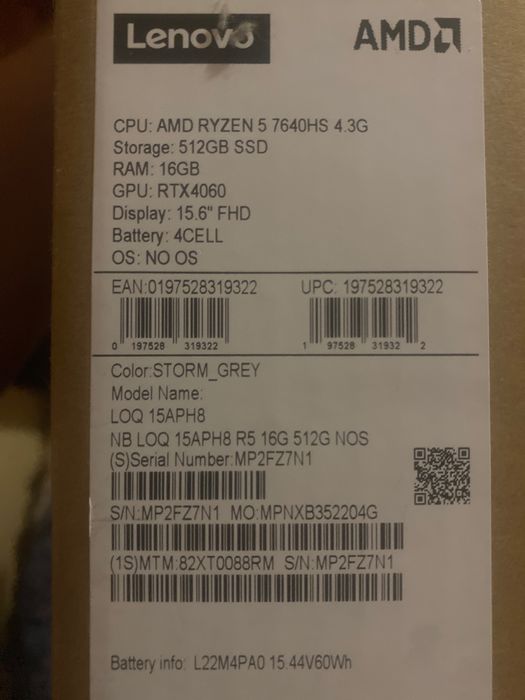 Lenovo AMD
CPU: AMD RYZEN 5 7640HS 4.3G
Storage: 512GB SSD
RAM: 16GB
GPU: RTX4060
Display: 15.6" FHD
Battery: 4CELL
OS: NO OS
EAN:0197528319322 UPC: 197528319322
0 197528 319322 1 97528 31932 2
Color:STORM_GREY
Model Name:
LOQ 15APH8
NB LOQ 15APH8 R5 16G 512G NOS
(S)Serial Number:MP2FZ7N1
S/N:MP2FZ7N1 MO:MPNXB352204G
(1S)MTM:82XT0088RM S/N:MP2FZ7N1
Battery info: L22M4PA0 15.44V60Wh